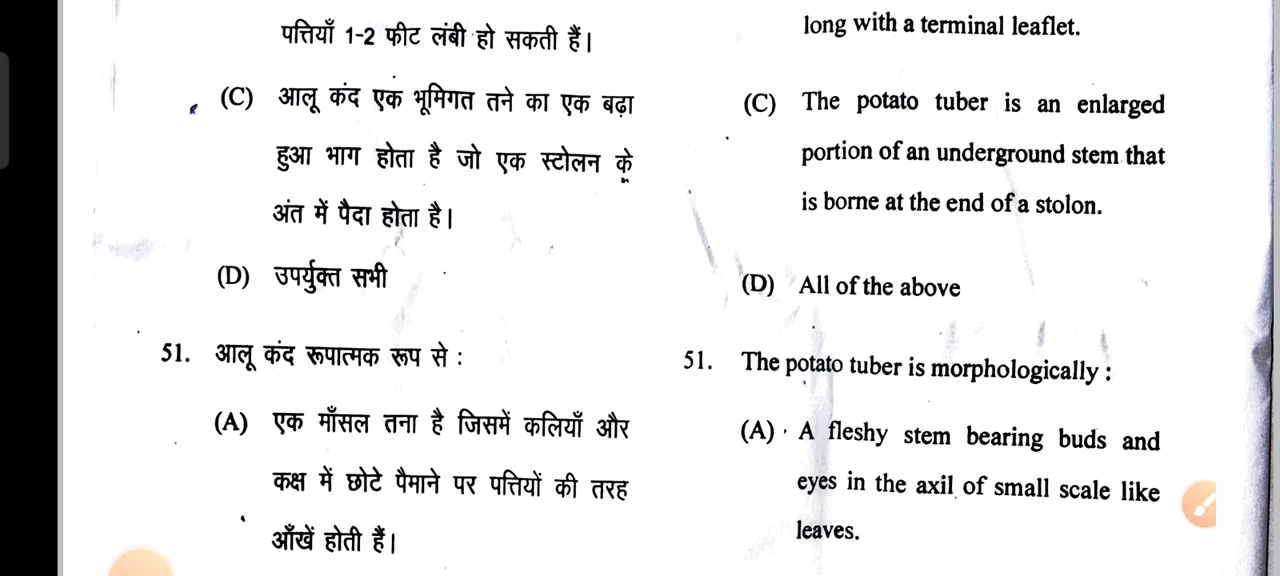 पत्तियाँ 1-2 फीट लंबी हो सकती हैं।
(C) आलू कंद एक भूमिगत तने का एक बढ़ा
हुआ भाग होता है जो एक स्टोलन के
अंत में पैदा होता है।
(D) उपर्युक्त सभी
51. आलू कंद रूपात्मक रूप से :
(A) एक माँसल तना है जिसमें कलियाँ और
कक्ष में छोटे पैमाने पर पत्तियों की तरह
आँखें होती हैं।
long with a terminal leaflet.
(C) The potato tuber is an enlarged
portion of an underground stem that
is borne at the end of a stolon.
(D) All of the above
51. The potato tuber is morphologically :
(A) A fleshy stem bearing buds and
eyes in the axil of small scale like
leaves.